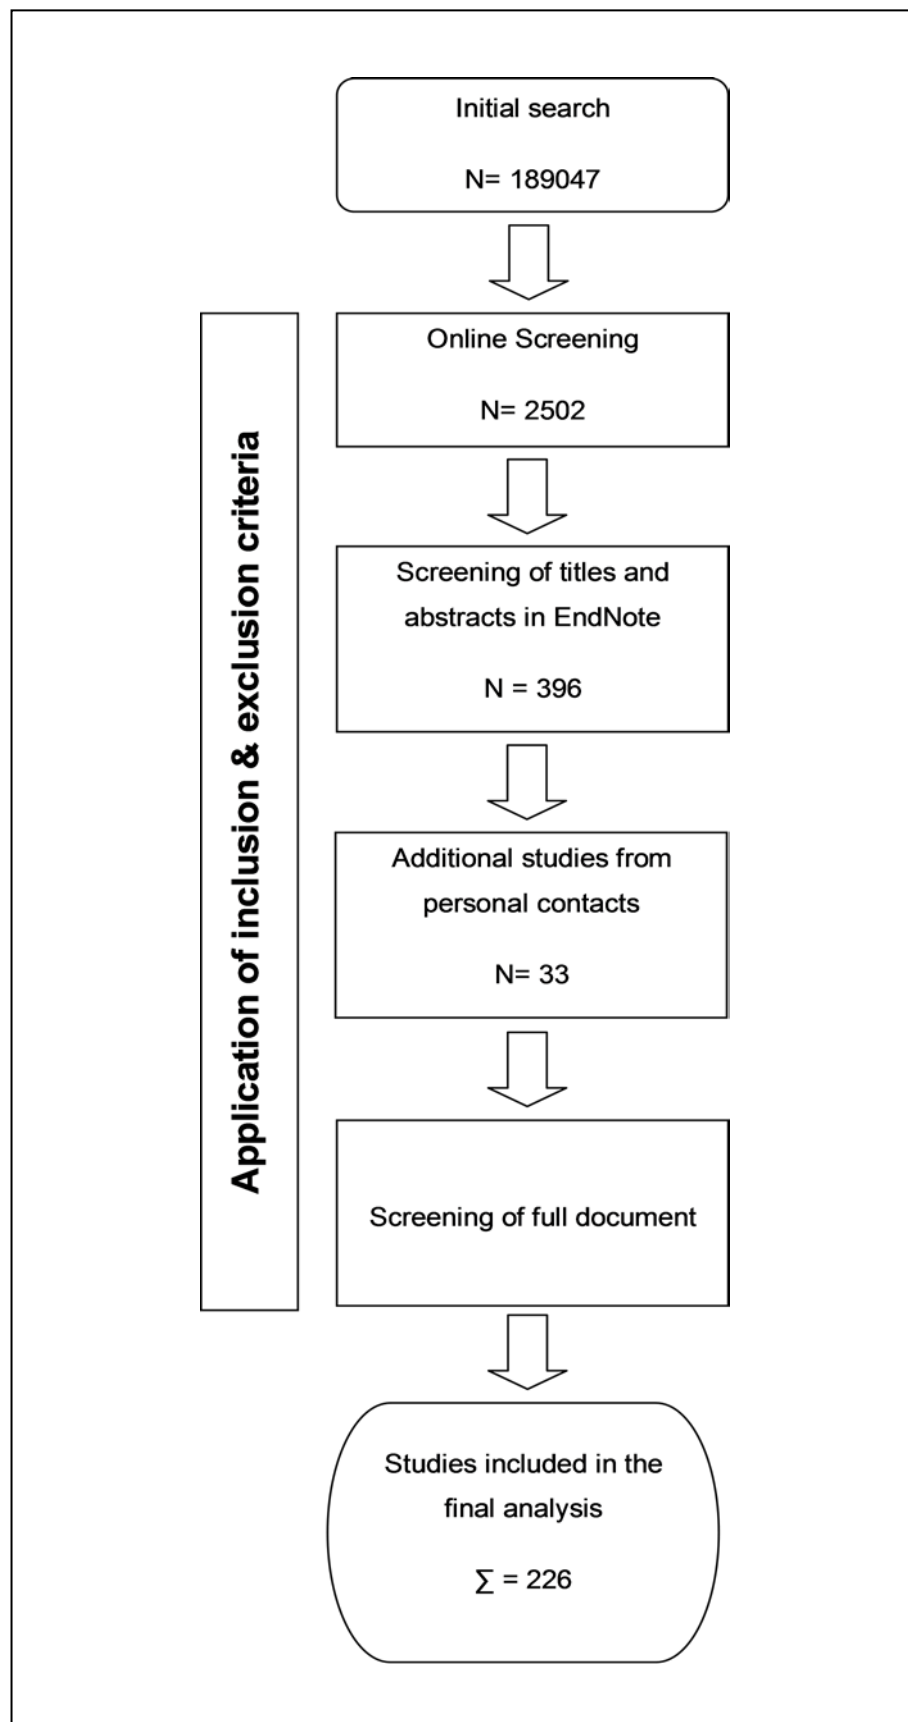 Initial search
N= 189047
Application of inclusion & exclusion criteria
Online Screening
N= 2502
Screening of titles and
abstracts in EndNote
N = 396
Additional studies from
personal contacts
N= 33
Screening of full document
Studies included in the
final analysis
∑ = 226